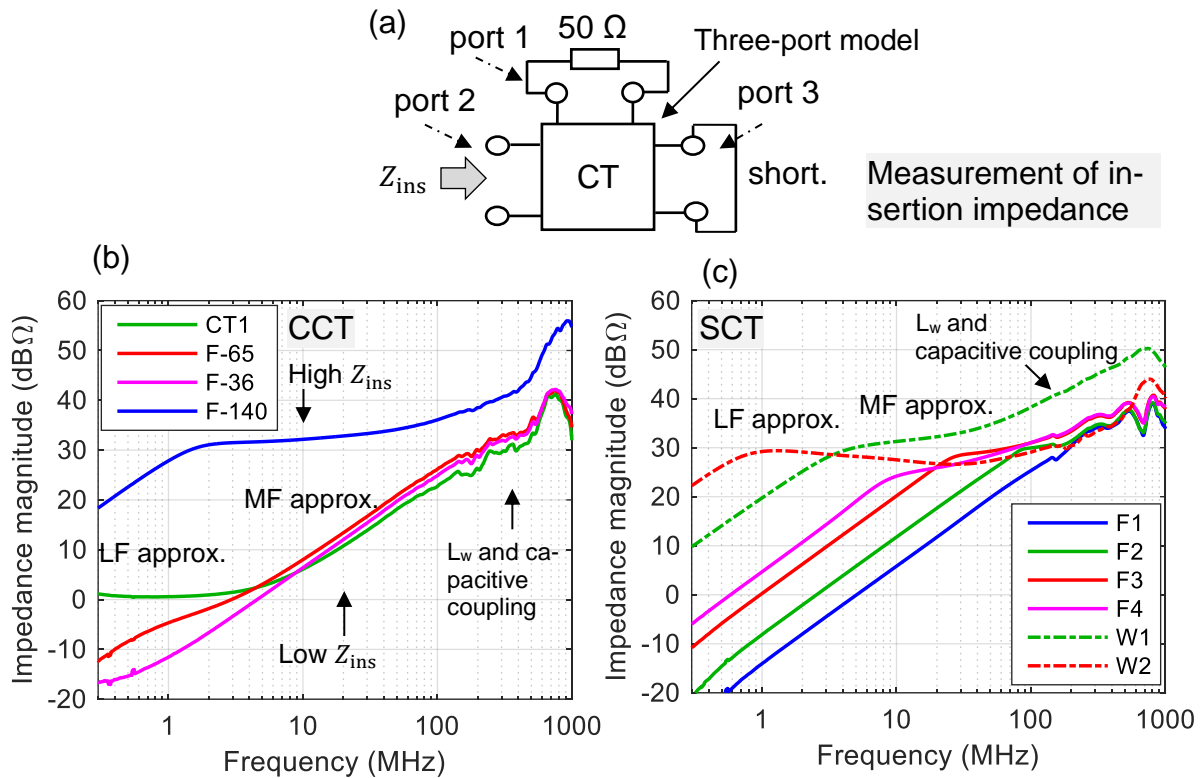 (a)
50 Ω
port 1
Three-port model
port 2
port 3
Z_ins
CT
short.
Measurement of in-
sertion impedance
(b)
60
50
40
30
20
10
0
-10
-20
Impedance magnitude (dBΩ)
CT1
F-65
F-36
F-140
CCT
High Z_ins
MF approx.
LF approx.
L_w and ca-
pacitive
coupling
Low Z_ins
1
10
100
1000
Frequency (MHz)
(c)
60
50
40
30
20
10
0
-10
-20
Impedance magnitude (dBΩ)
SCT
L_w and
capacitive coupling
MF approx.
LF approx.
F1
F2
F3
F4
W1
W2
1
10
100
1000
Frequency (MHz)